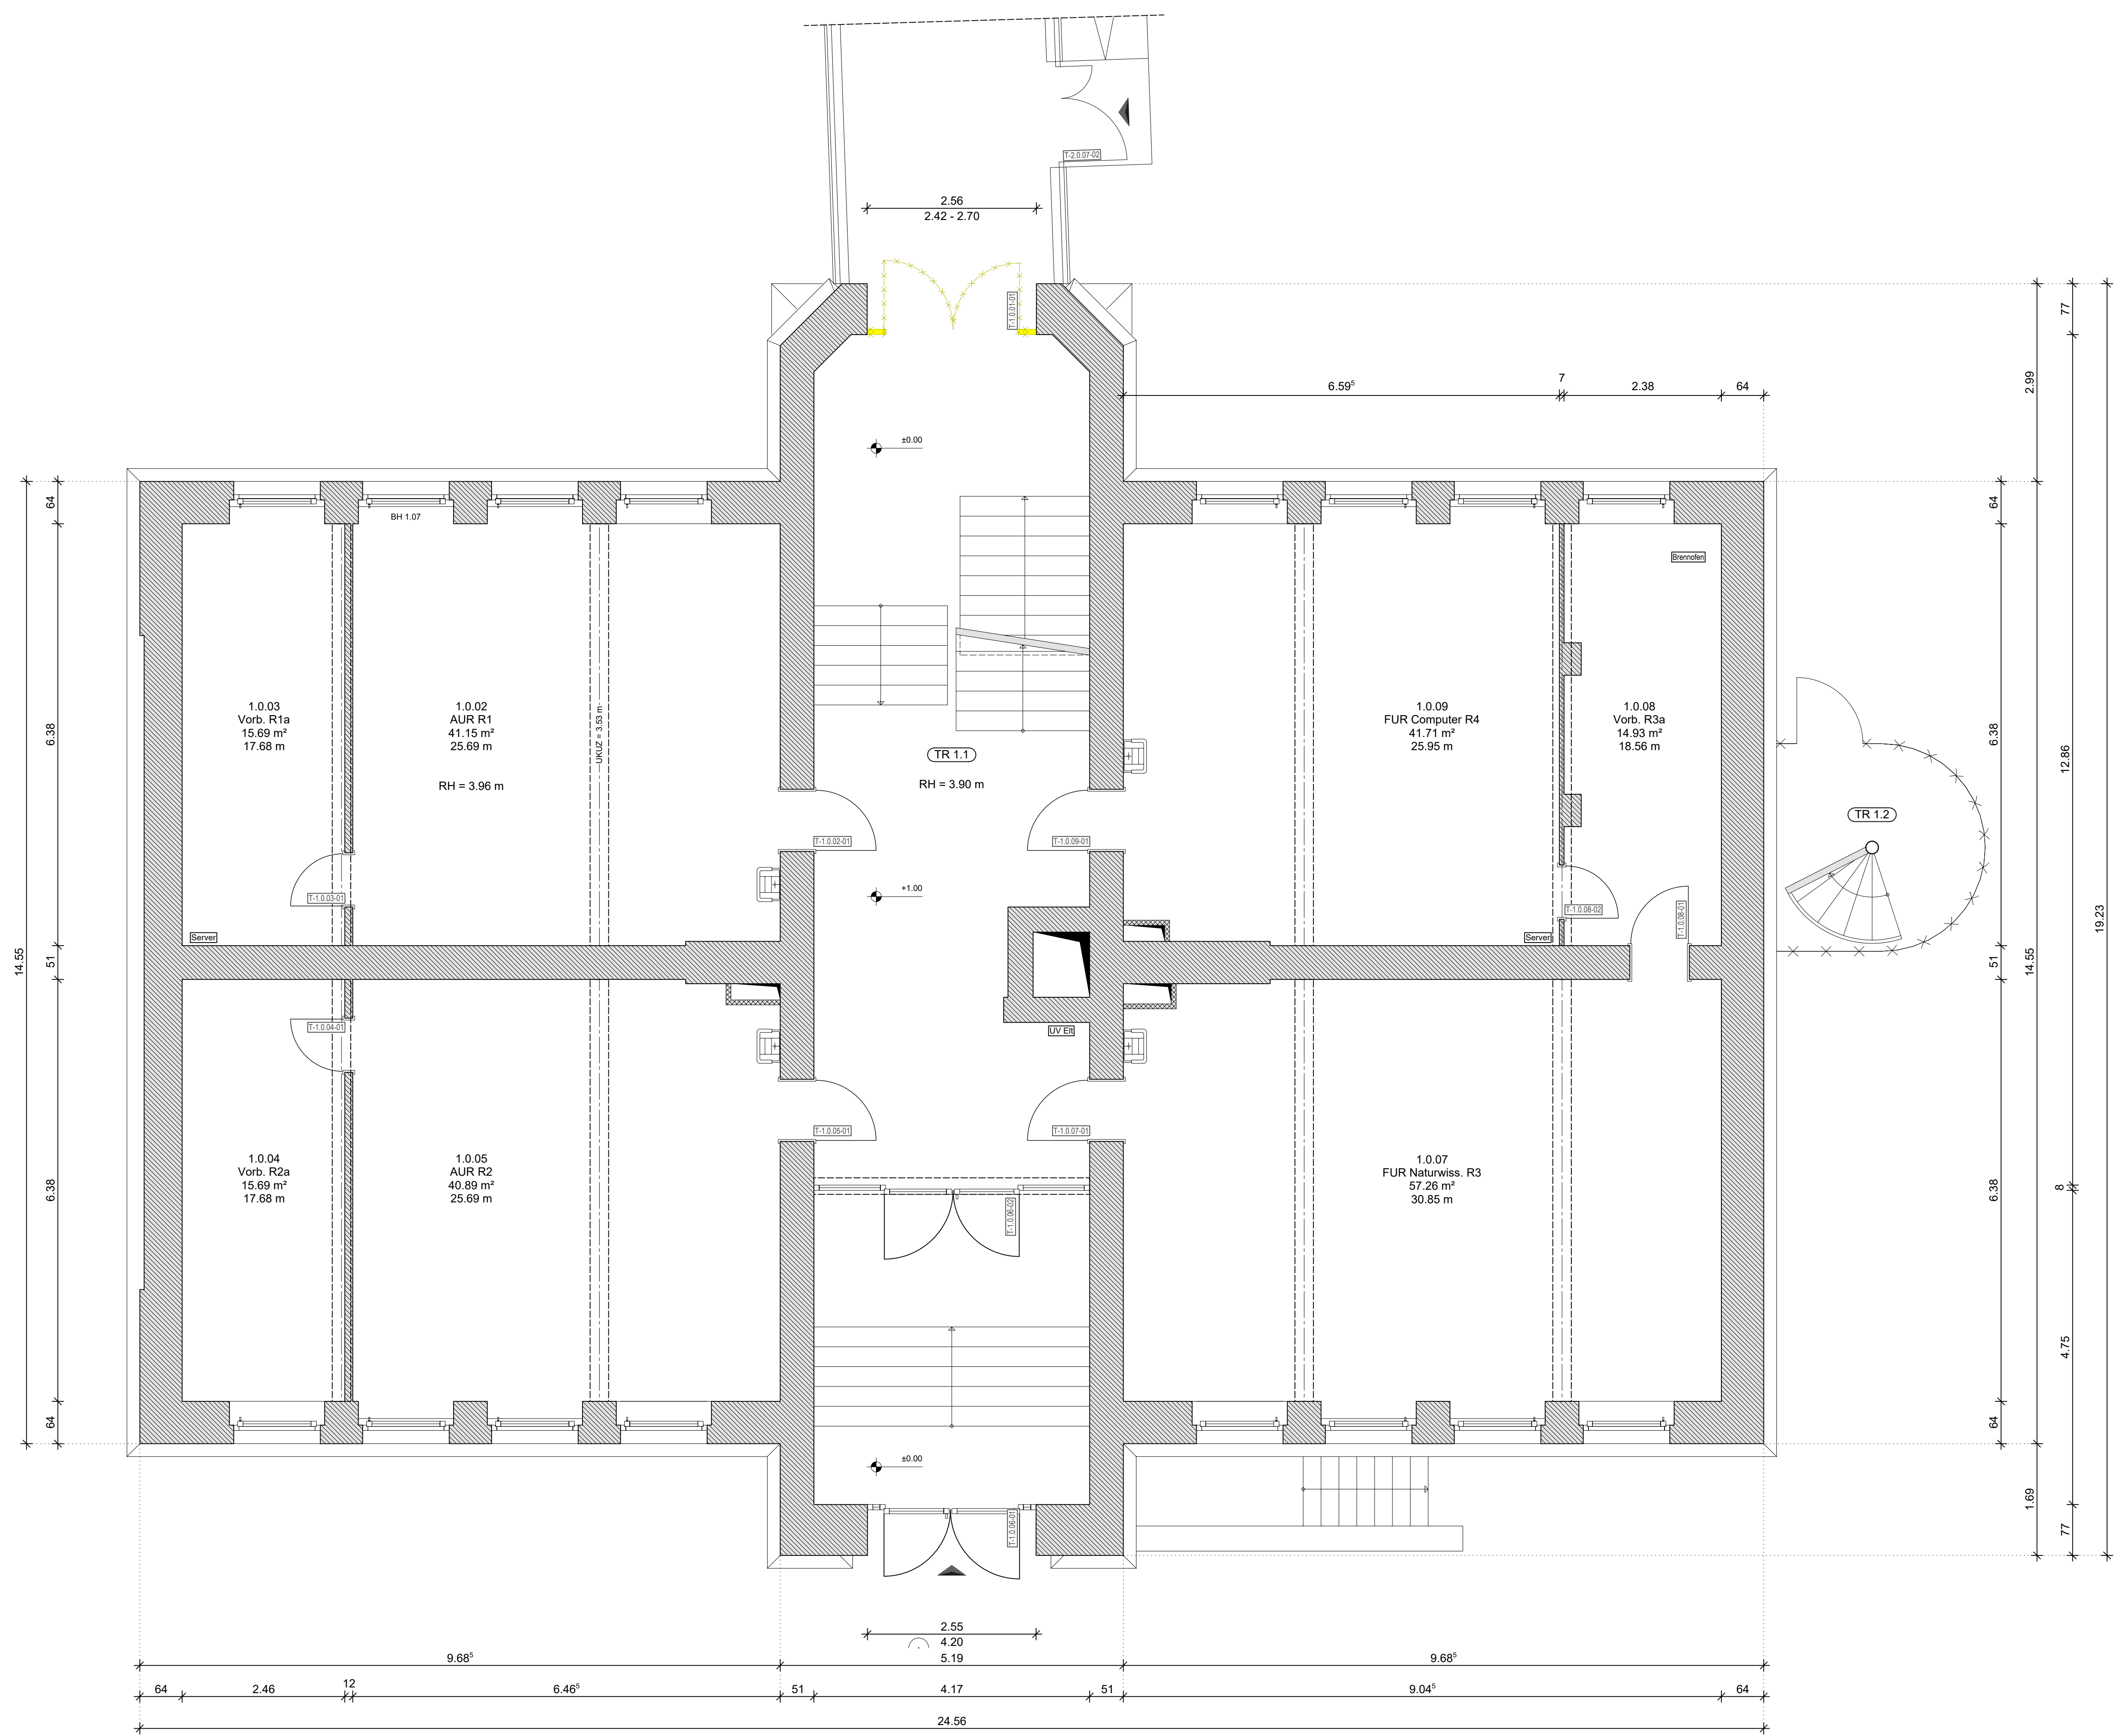 T-2.0.07-02
2.56
2.42 - 2.70
T-1.0.01-01
77
2.99
6.59⁵
7
2.38
64
±0.00
64
BH 1.07
64
64
Brennofen
1.0.03
Vorb. R1a
15.69 m²
17.68 m
1.0.02
AUR R1
41.15 m²
25.69 m
RH = 3.96 m
UKUZ = 3.53 m
TR 1.1
RH = 3.90 m
1.0.09
FUR Computer R4
41.71 m²
25.95 m
1.0.08
Vorb. R3a
14.93 m²
18.56 m
6.38
6.38
12.86
TR 1.2
T-1.0.02-01
T-1.0.09-01
T-1.0.03-01
+1.00
T-1.0.08-02
T-1.0.08-01
19.23
Server
Server
14.55
51
51
14.55
T-1.0.04-01
UV Elt
T-1.0.05-01
T-1.0.07-01
1.0.04
Vorb. R2a
15.69 m²
17.68 m
1.0.05
AUR R2
40.89 m²
25.69 m
1.0.07
FUR Naturwiss. R3
57.26 m²
30.85 m
6.38
6.38
8
T-1.0.06-02
4.75
64
64
±0.00
1.69
T-1.0.06-01
77
2.55
4.20
9.68⁵
5.19
9.68⁵
64
2.46
12
6.46⁵
51
4.17
51
9.04⁵
64
24.56